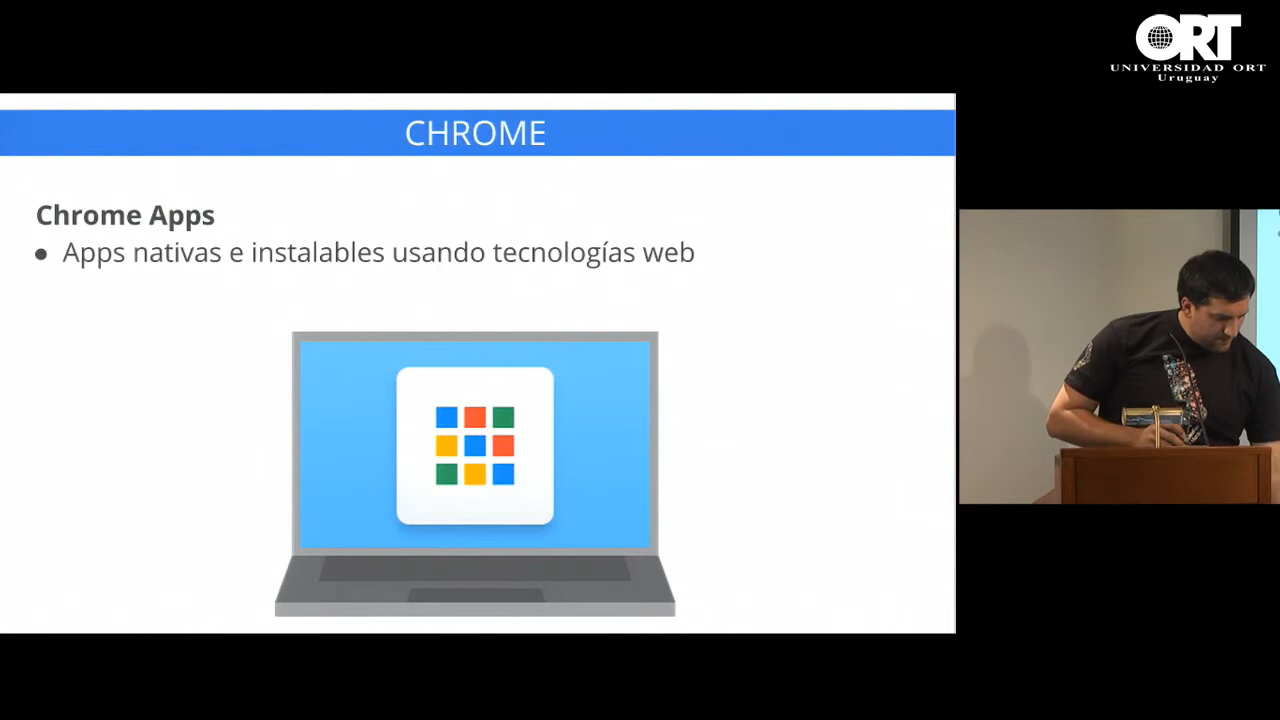 ORT
UNIVERSIDAD ORT
Uruguay
CHROME
Chrome Apps
● Apps nativas e instalables usando tecnologías web